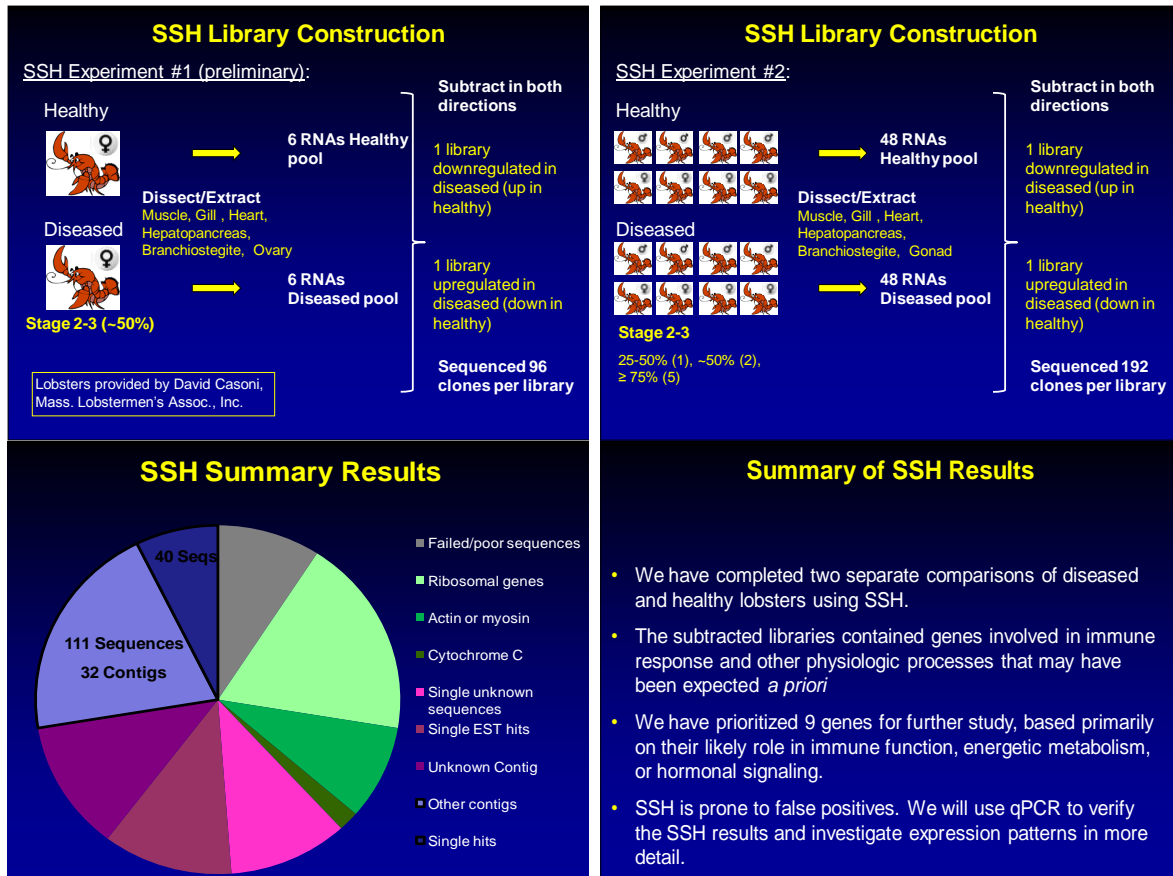 SSH Library Construction
SSH Experiment #1 (preliminary):
Healthy
♀
6 RNAs Healthy
pool
Dissect/Extract
Muscle, Gill , Heart,
Hepatopancreas,
Branchiostegite, Ovary
Diseased
♀
6 RNAs
Diseased pool
Stage 2-3 (~50%)
Subtract in both
directions
1 library
downregulated in
diseased (up in
healthy)
1 library
upregulated in
diseased (down in
healthy)
Sequenced 96
clones per library
Lobsters provided by David Casoni,
Mass. Lobstermen's Assoc., Inc.
SSH Library Construction
SSH Experiment #2:
Healthy
♂ ♂ ♂ ♂
♀ ♀ ♀ ♀
48 RNAs
Healthy pool
Dissect/Extract
Muscle, Gill , Heart,
Hepatopancreas,
Branchiostegite, Gonad
Diseased
♂ ♂ ♂ ♂
♀ ♀ ♀ ♀
48 RNAs
Diseased pool
Stage 2-3
25-50% (1), ~50% (2),
≥ 75% (5)
Subtract in both
directions
1 library
downregulated in
diseased (up in
healthy)
1 library
upregulated in
diseased (down in
healthy)
Sequenced 192
clones per library
SSH Summary Results
40 Seqs
111 Sequences
32 Contigs
Failed/poor sequences
Ribosomal genes
Actin or myosin
Cytochrome C
Single unknown
sequences
Single EST hits
Unknown Contig
Other contigs
Single hits
Summary of SSH Results
• We have completed two separate comparisons of diseased
and healthy lobsters using SSH.
• The subtracted libraries contained genes involved in immune
response and other physiologic processes that may have
been expected a priori
• We have prioritized 9 genes for further study, based primarily
on their likely role in immune function, energetic metabolism,
or hormonal signaling.
• SSH is prone to false positives. We will use qPCR to verify
the SSH results and investigate expression patterns in more
detail.